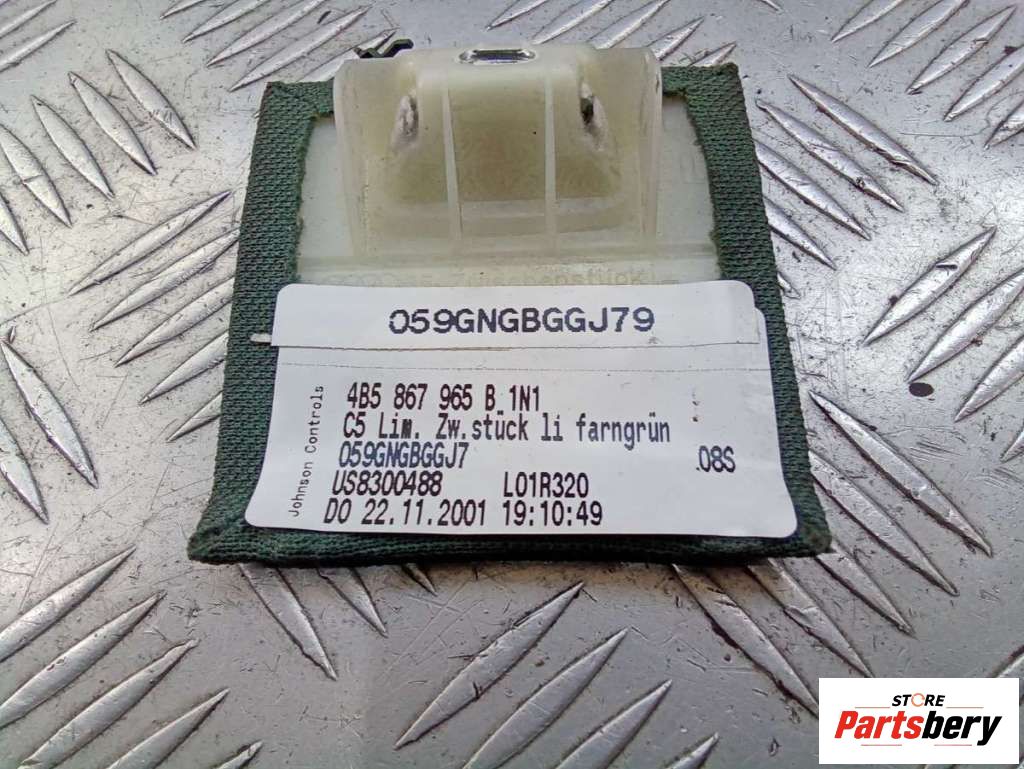 059GNGBGGJ79
Johnson Controls
4B5 867 965 B 1N1
C5 Lim. Zw.stück li farngrün
059GNGBGGJ7 .08S
US8300488 L01R320
DO 22.11.2001 19:10:49
STORE
Partsbery